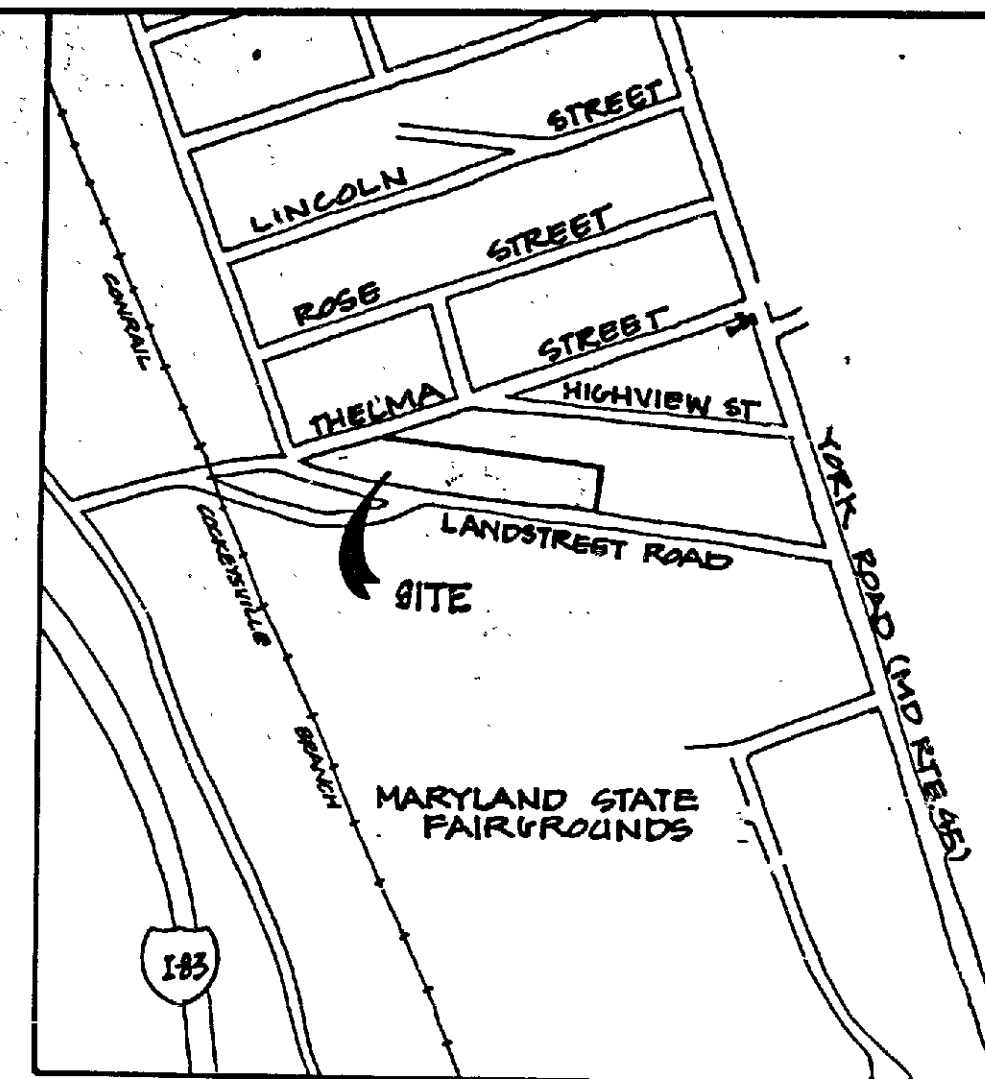 LINCOLN STREET
ROSE STREET
THELMA STREET
HIGHVIEW ST
CONRAIL
COCKEYSVILLE
BRANCH
LANDSTREET ROAD
SITE
YORK ROAD (MD RTE. 45)
MARYLAND STATE
FAIRGROUNDS
I-83